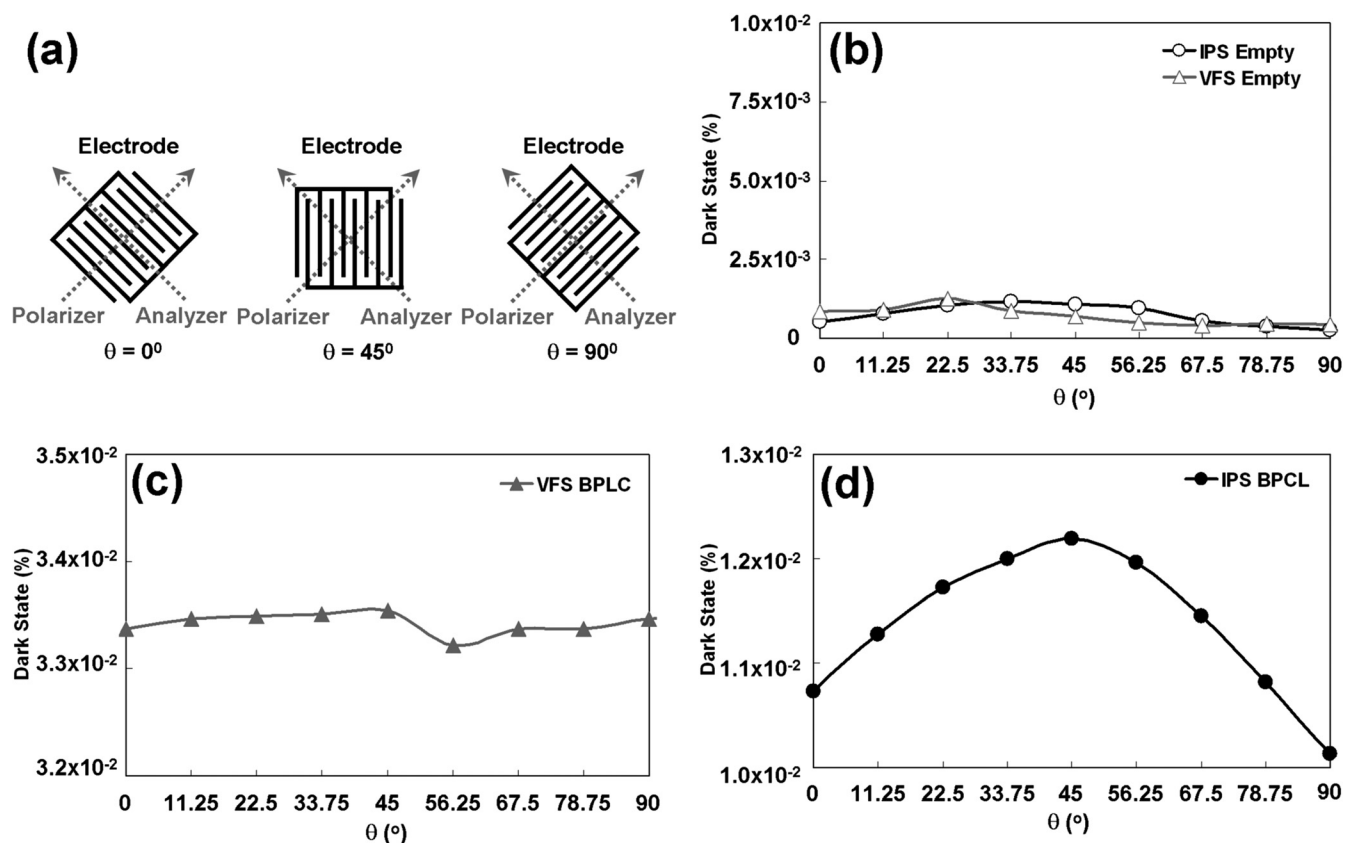 (a)
Electrode Electrode Electrode
Polarizer Analyzer Polarizer Analyzer Polarizer Analyzer
θ = 0⁰ θ = 45⁰ θ = 90⁰
(b)
IPS Empty
VFS Empty
Dark State (%)
1.0x10⁻²
7.5x10⁻³
5.0x10⁻³
2.5x10⁻³
0
0 11.25 22.5 33.75 45 56.25 67.5 78.75 90
θ (º)
(c)
VFS BPLC
Dark State (%)
3.5x10⁻²
3.4x10⁻²
3.3x10⁻²
3.2x10⁻²
0 11.25 22.5 33.75 45 56.25 67.5 78.75 90
θ (º)
(d)
IPS BPCL
Dark State (%)
1.3x10⁻²
1.2x10⁻²
1.1x10⁻²
1.0x10⁻²
0 11.25 22.5 33.75 45 56.25 67.5 78.75 90
θ (º)